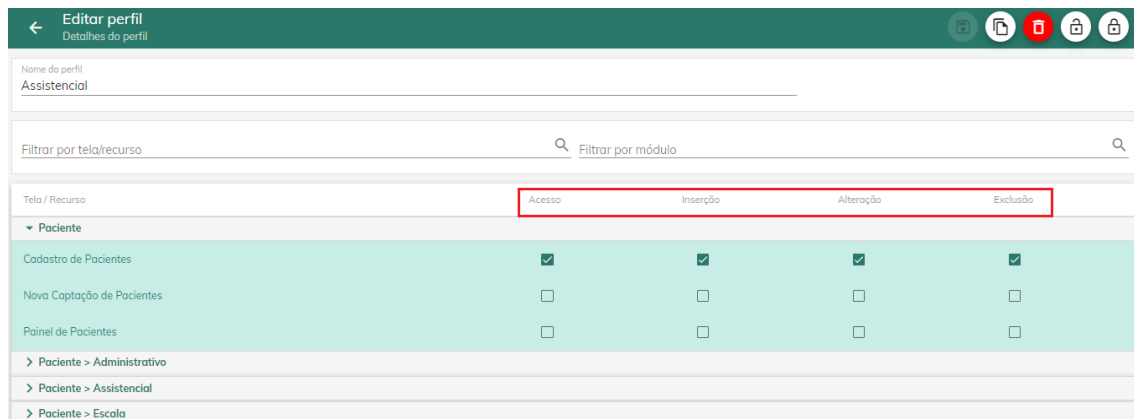 Editar perfil
Detalhes do perfil
Nome do perfil
Assistencial
Filtrar por tela/recurso
Filtrar por módulo
Tela / Recurso Acesso Inserção Alteração Exclusão
Paciente
Cadastro de Pacientes
Nova Captação de Pacientes
Painel de Pacientes
Paciente > Administrativo
Paciente > Assistencial
Paciente > Escala